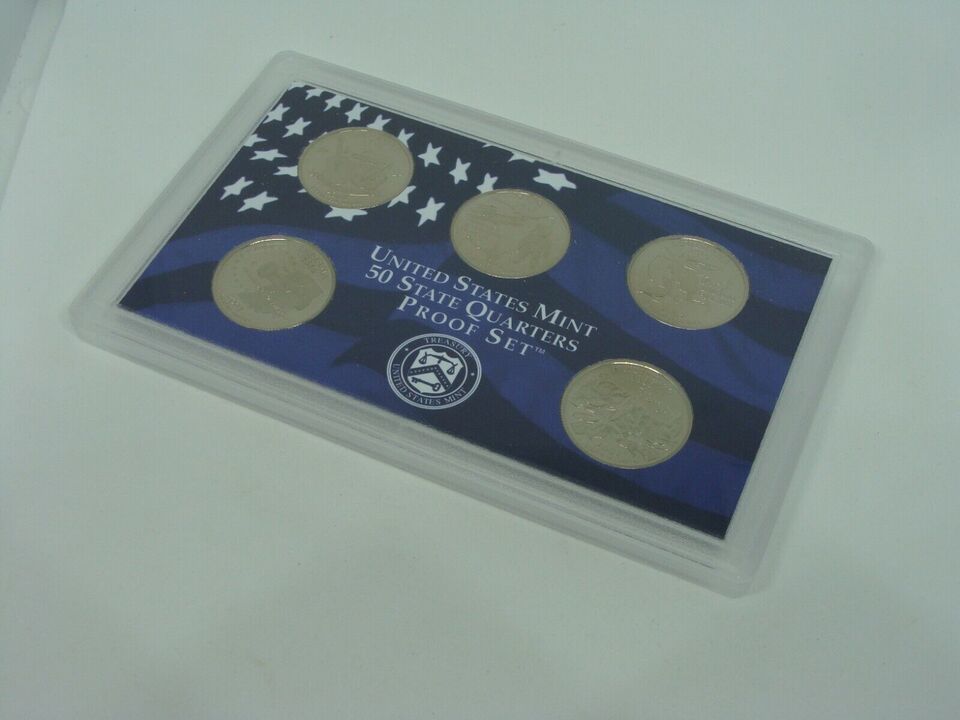 UNITED STATES MINT
50 STATE QUARTERS
PROOF SET™
TREASURY
UNITED STATES MINT